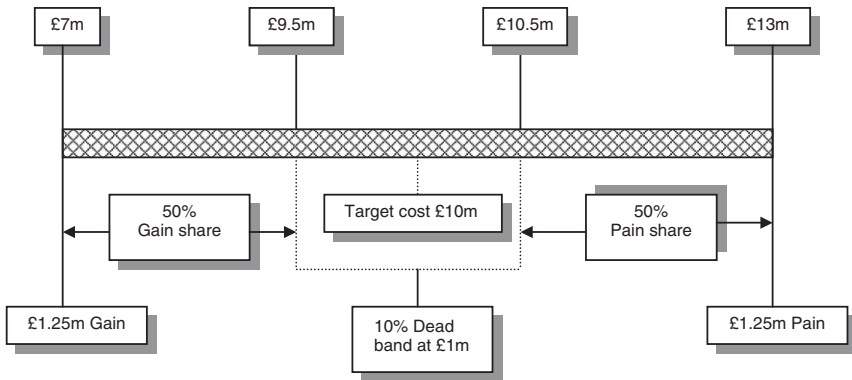 £7m
£9.5m
£10.5m
£13m
50%
Gain share
Target cost £10m
50%
Pain share
£1.25m Gain
10% Dead
band at £1m
£1.25m Pain